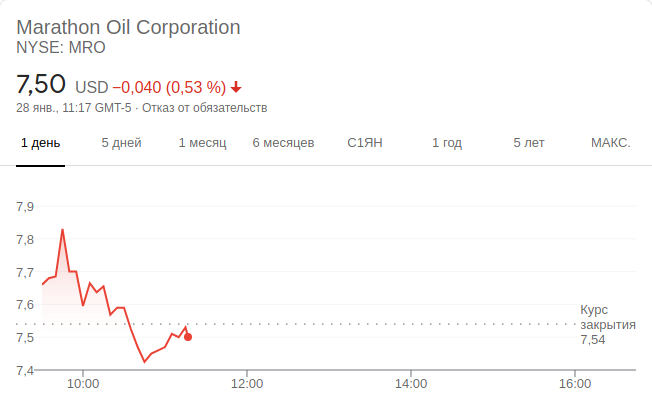 Marathon Oil Corporation
NYSE: MRO
7,50 USD −0,040 (0,53 %)
28 янв., 11:17 GMT-5 · Отказ от обязательств
1 день 5 дней 1 месяц 6 месяцев С1ЯН 1 год 5 лет МАКС.
7,9
7,8
7,7
7,6
Курс
закрытия
7,54
7,5
7,4
10:00 12:00 14:00 16:00